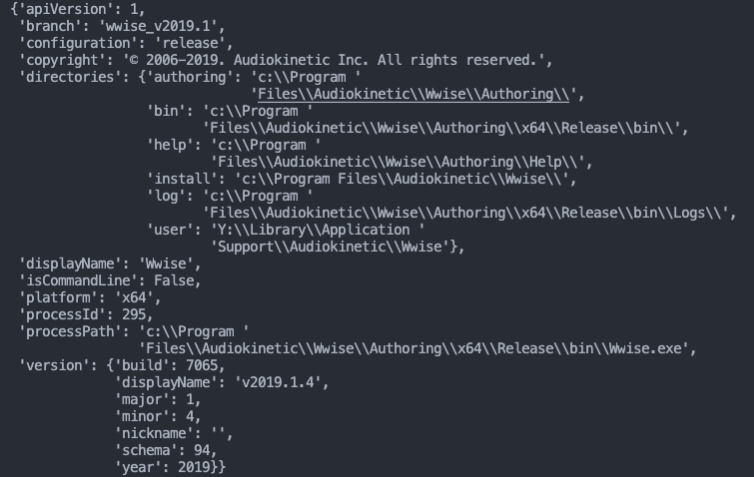 {'apiVersion': 1,
 'branch': 'wwise_v2019.1',
 'configuration': 'release',
 'copyright': '© 2006-2019. Audiokinetic Inc. All rights reserved.',
 'directories': {'authoring': 'c:\\Program '
                              'Files\\Audiokinetic\\Wwise\\Authoring\\',
                 'bin': 'c:\\Program '
                        'Files\\Audiokinetic\\Wwise\\Authoring\\x64\\Release\\bin\\',
                 'help': 'c:\\Program '
                         'Files\\Audiokinetic\\Wwise\\Authoring\\Help\\',
                 'install': 'c:\\Program Files\\Audiokinetic\\Wwise\\',
                 'log': 'c:\\Program '
                        'Files\\Audiokinetic\\Wwise\\Authoring\\x64\\Release\\bin\\Logs\\',
                 'user': 'Y:\\Library\\Application '
                         'Support\\Audiokinetic\\Wwise'},
 'displayName': 'Wwise',
 'isCommandLine': False,
 'platform': 'x64',
 'processId': 295,
 'processPath': 'c:\\Program '
                'Files\\Audiokinetic\\Wwise\\Authoring\\x64\\Release\\bin\\Wwise.exe',
 'version': {'build': 7065,
             'displayName': 'v2019.1.4',
             'major': 1,
             'minor': 4,
             'nickname': '',
             'schema': 94,
             'year': 2019}}